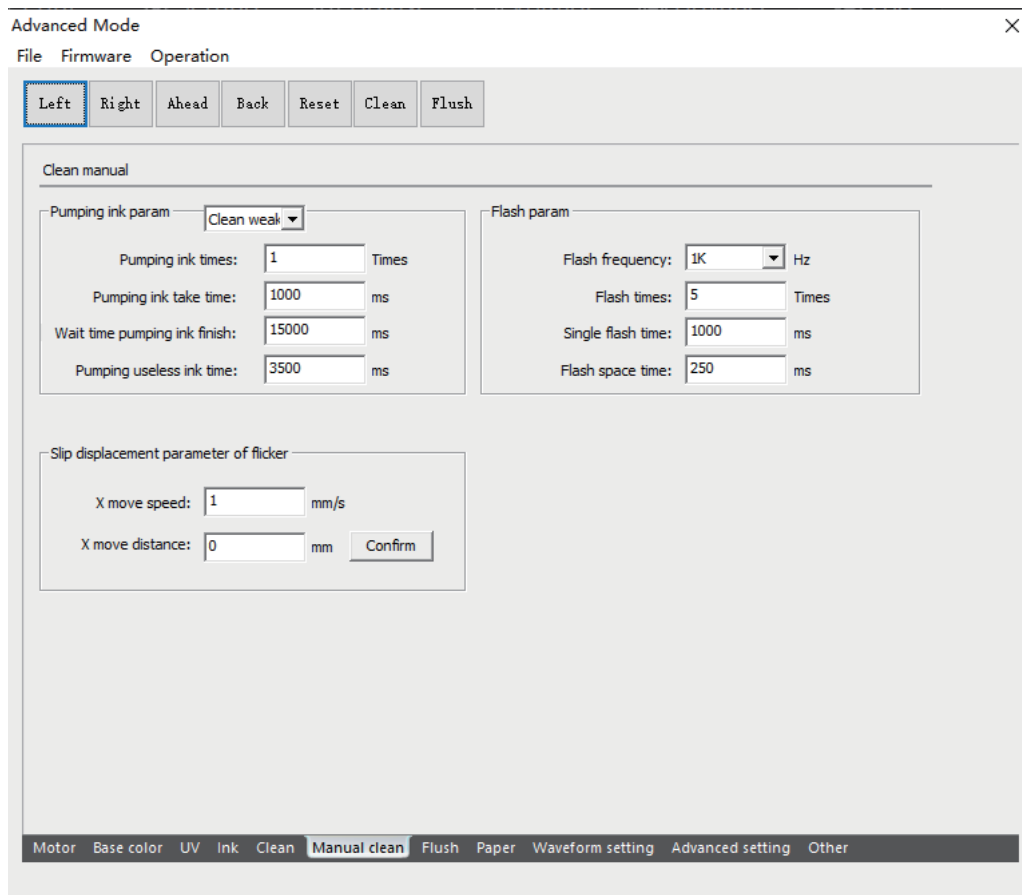 Advanced Mode
File Firmware Operation
Left Right Ahead Back Reset Clean Flush
Clean manual
Pumping ink param Clean weak
Pumping ink times: 1 Times
Pumping ink take time: 1000 ms
Wait time pumping ink finish: 15000 ms
Pumping useless ink time: 3500 ms
Flash param
Flash frequency: 1K Hz
Flash times: 5 Times
Single flash time: 1000 ms
Flash space time: 250 ms
Slip displacement parameter of flicker
X move speed: 1 mm/s
X move distance: 0 mm Confirm
Motor Base color UV Ink Clean Manual clean Flush Paper Waveform setting Advanced setting Other